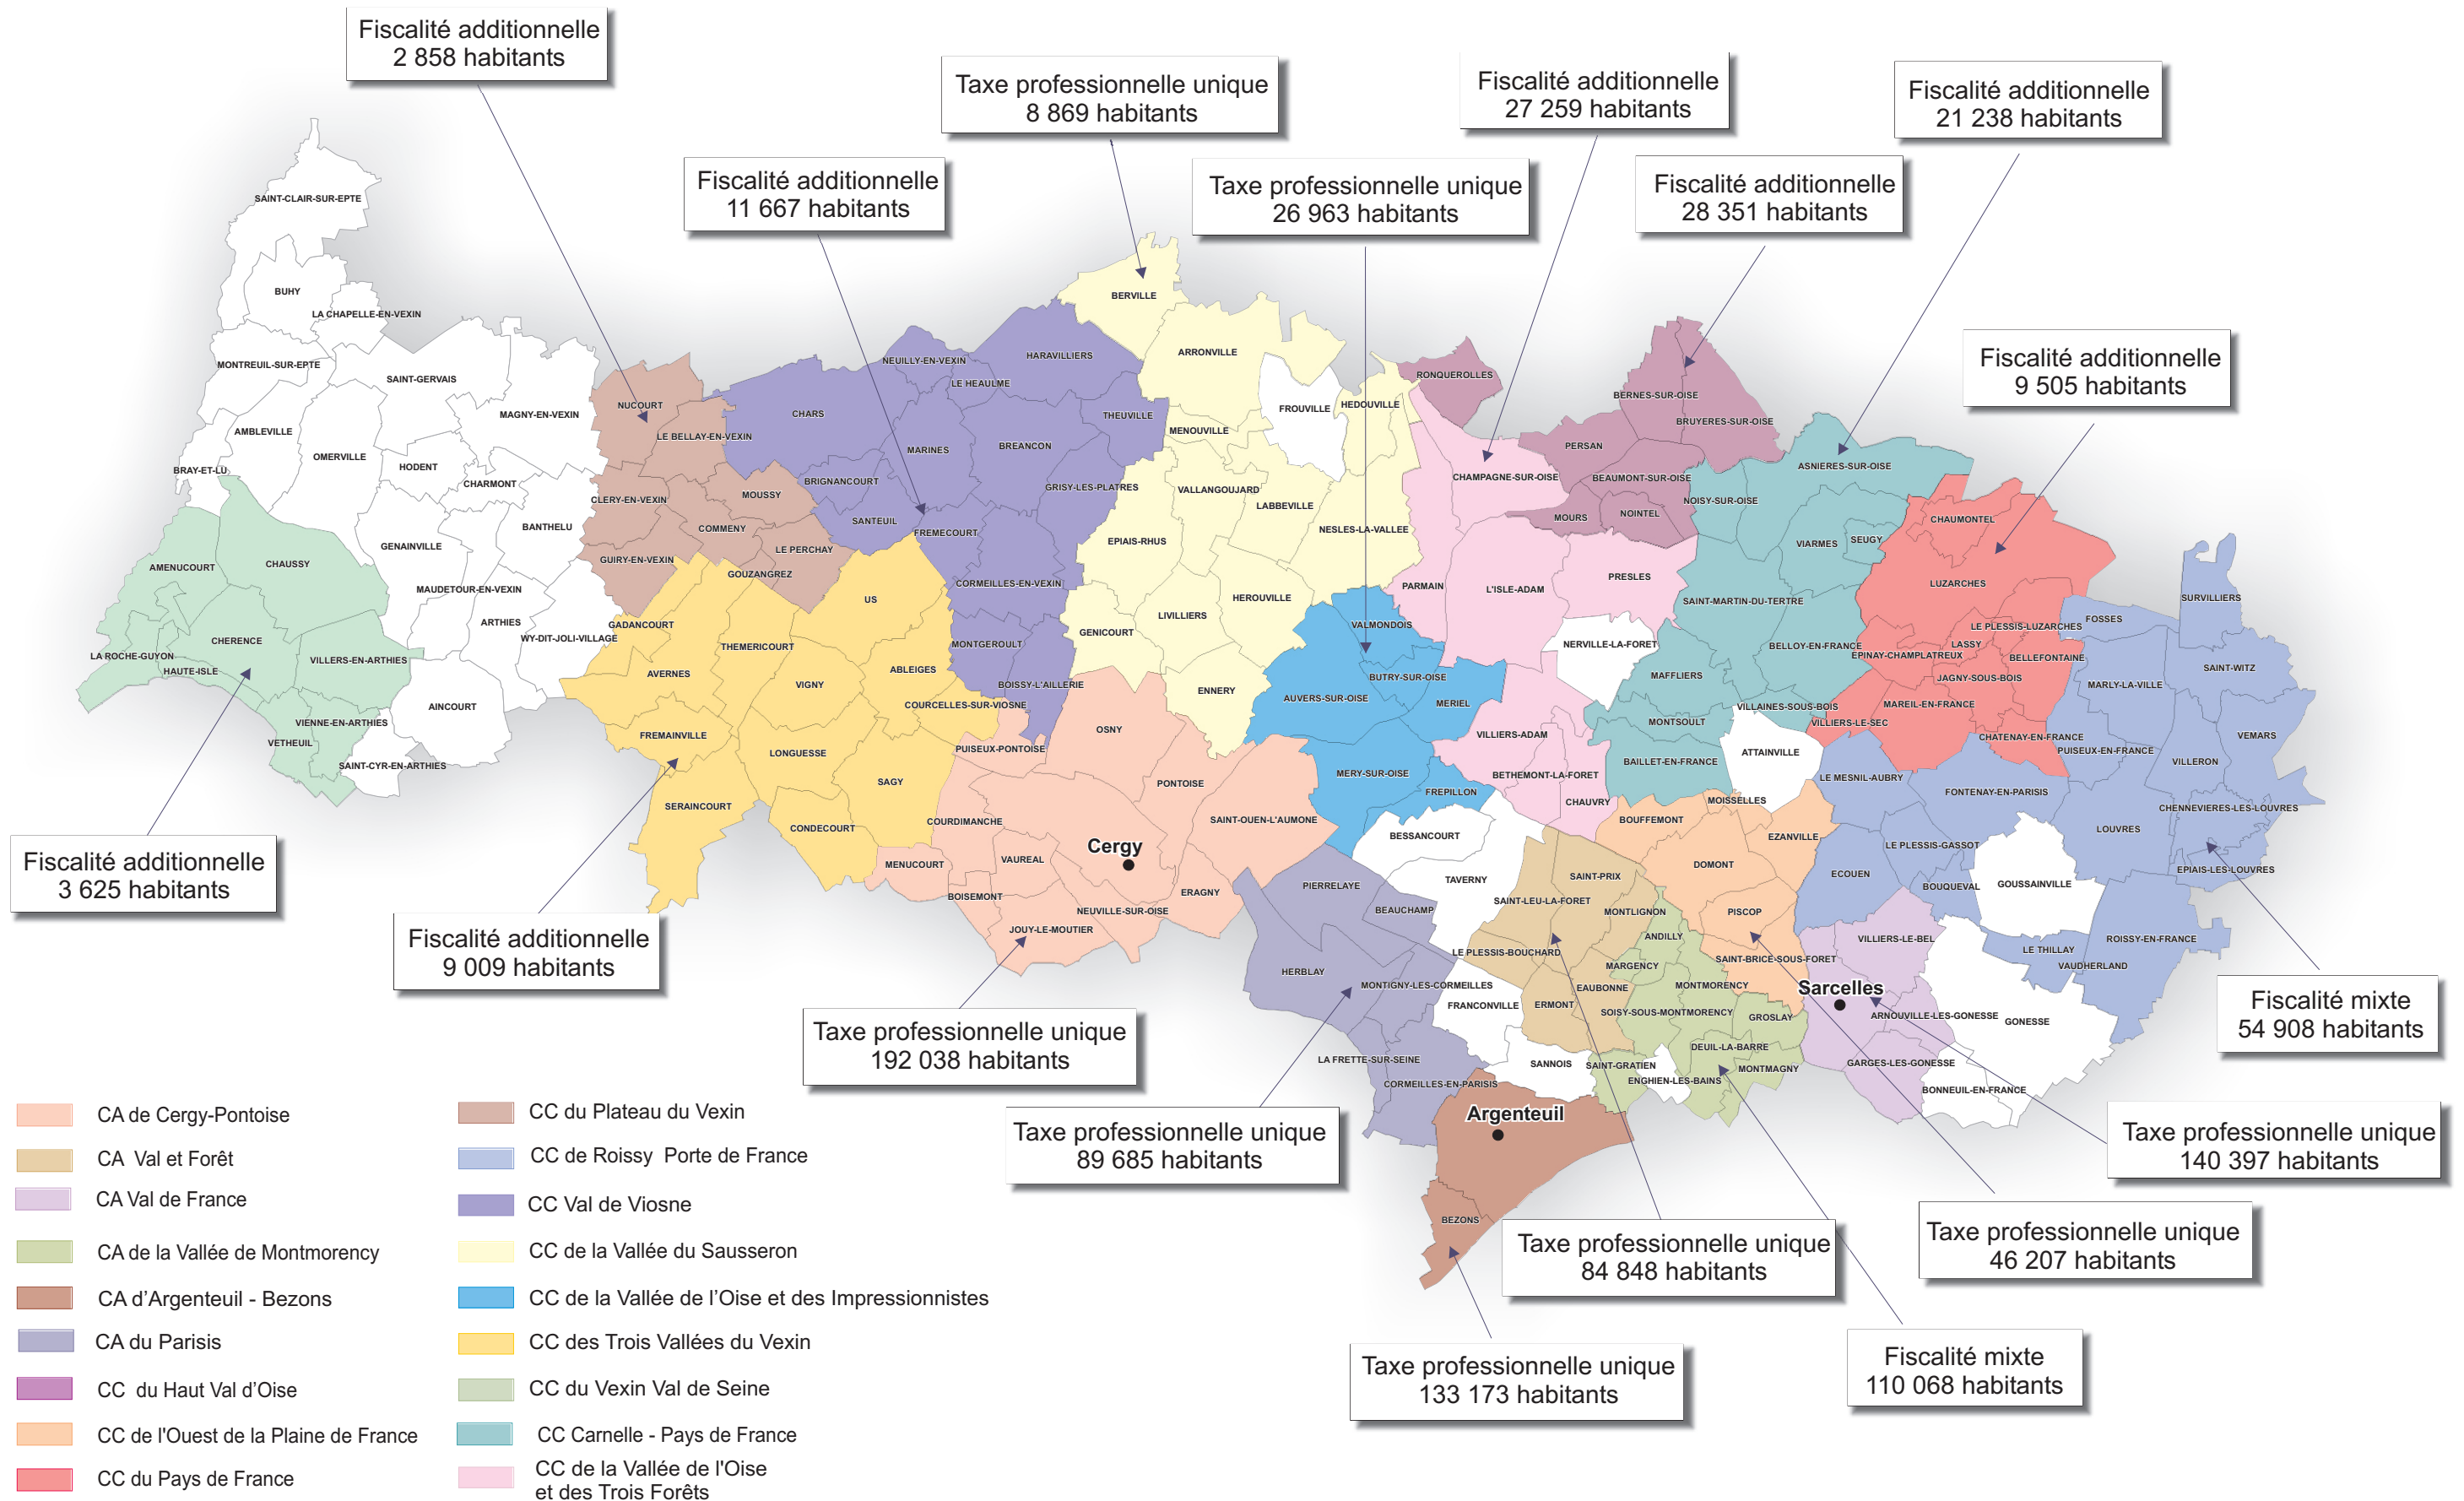 Fiscalité additionnelle
2 858 habitants
Taxe professionnelle unique
8 869 habitants
Fiscalité additionnelle
27 259 habitants
Fiscalité additionnelle
21 238 habitants
Fiscalité additionnelle
11 667 habitants
Taxe professionnelle unique
26 963 habitants
Fiscalité additionnelle
28 351 habitants
Fiscalité additionnelle
9 505 habitants
SAINT-CLAIR-SUR-EPTE
BUHY
LA CHAPELLE-EN-VEXIN
MONTREUIL-SUR-EPTE
SAINT-GERVAIS
MAGNY-EN-VEXIN
AMBLEVILLE
OMERVILLE
HODENT
CHARMONT
BRAY-ET-LU
BANTHELU
GENAINVILLE
MAUDETOUR-EN-VEXIN
ARTHIES
WY-DIT-JOLI-VILLAGE
AINCOURT
SAINT-CYR-EN-ARTHIES
AMENUCOURT
CHAUSSY
CHERENCE
LA ROCHE-GUYON
HAUTE-ISLE
VILLERS-EN-ARTHIES
VIENNE-EN-ARTHIES
VETHEUIL
NUCOURT
LE BELLAY-EN-VEXIN
CLERY-EN-VEXIN
MOUSSY
COMMENY
GUIRY-EN-VEXIN
LE PERCHAY
GOUZANGREZ
NEUILLY-EN-VEXIN
HARAVILLIERS
LE HEAULME
CHARS
THEUVILLE
MARINES
BREANCON
BRIGNANCOURT
GRISY-LES-PLATRES
SANTEUIL
FREMECOURT
CORMEILLES-EN-VEXIN
MONTGEROULT
BOISSY-L'AILLERIE
BERVILLE
ARRONVILLE
FROUVILLE
HEDOUVILLE
MENOUVILLE
VALLANGOUJARD
LABBEVILLE
NESLES-LA-VALLEE
EPIAIS-RHUS
HEROUVILLE
LIVILLIERS
GENICOURT
ENNERY
US
GADANCOURT
THEMERICOURT
AVERNES
VIGNY
ABLEIGES
COURCELLES-SUR-VIOSNE
FREMAINVILLE
LONGUESSE
SAGY
SERAINCOURT
CONDECOURT
OSNY
PUISEUX-PONTOISE
PONTOISE
SAINT-OUEN-L'AUMONE
COURDIMANCHE
Cergy
MENUCOURT
VAUREAL
BOISEMONT
ERAGNY
NEUVILLE-SUR-OISE
JOUY-LE-MOUTIER
RONQUEROLLES
BERNES-SUR-OISE
BRUYERES-SUR-OISE
PERSAN
BEAUMONT-SUR-OISE
MOURS
NOINTEL
CHAMPAGNE-SUR-OISE
PARMAIN
L'ISLE-ADAM
PRESLES
NERVILLE-LA-FORET
VILLIERS-ADAM
BETHEMONT-LA-FORET
CHAUVRY
VALMONDOIS
BUTRY-SUR-OISE
AUVERS-SUR-OISE
MERIEL
MERY-SUR-OISE
FREPILLON
ASNIERES-SUR-OISE
NOISY-SUR-OISE
VIARMES
SEUGY
SAINT-MARTIN-DU-TERTRE
BELLOY-EN-FRANCE
MAFFLIERS
VILLAINES-SOUS-BOIS
MONTSOULT
BAILLET-EN-FRANCE
ATTAINVILLE
CHAUMONTEL
LUZARCHES
LE PLESSIS-LUZARCHES
LASSY
EPINAY-CHAMPLATREUX
BELLEFONTAINE
JAGNY-SOUS-BOIS
MAREIL-EN-FRANCE
VILLIERS-LE-SEC
CHATENAY-EN-FRANCE
SURVILLIERS
FOSSES
SAINT-WITZ
MARLY-LA-VILLE
VEMARS
PUISEUX-EN-FRANCE
VILLERON
LE MESNIL-AUBRY
FONTENAY-EN-PARISIS
CHENNEVIERES-LES-LOUVRES
LOUVRES
LE PLESSIS-GASSOT
ECOUEN
BOUQUEVAL
GOUSSAINVILLE
EPIAIS-LES-LOUVRES
LE THILLAY
ROISSY-EN-FRANCE
VAUDHERLAND
MOISSELLES
BOUFFEMONT
EZANVILLE
DOMONT
PISCOP
SAINT-BRICE-SOUS-FORET
BESSANCOURT
TAVERNY
SAINT-PRIX
SAINT-LEU-LA-FORET
MONTLIGNON
LE PLESSIS-BOUCHARD
EAUBONNE
ERMONT
FRANCONVILLE
SANNOIS
ANDILLY
MARGENCY
MONTMORENCY
SOISY-SOUS-MONTMORENCY
GROSLAY
DEUIL-LA-BARRE
SAINT-GRATIEN
MONTMAGNY
ENGHIEN-LES-BAINS
VILLIERS-LE-BEL
Sarcelles
ARNOUVILLE-LES-GONESSE
GONESSE
GARGES-LES-GONESSE
BONNEUIL-EN-FRANCE
PIERRELAYE
BEAUCHAMP
HERBLAY
MONTIGNY-LES-CORMEILLES
LA FRETTE-SUR-SEINE
CORMEILLES-EN-PARISIS
Argenteuil
BEZONS
Fiscalité additionnelle
3 625 habitants
Fiscalité additionnelle
9 009 habitants
Taxe professionnelle unique
192 038 habitants
Taxe professionnelle unique
89 685 habitants
Fiscalité mixte
54 908 habitants
Taxe professionnelle unique
140 397 habitants
Taxe professionnelle unique
46 207 habitants
Taxe professionnelle unique
84 848 habitants
Fiscalité mixte
110 068 habitants
Taxe professionnelle unique
133 173 habitants
CA de Cergy-Pontoise
CA Val et Forêt
CA Val de France
CA de la Vallée de Montmorency
CA d'Argenteuil - Bezons
CA du Parisis
CC du Haut Val d'Oise
CC de l'Ouest de la Plaine de France
CC du Pays de France
CC du Plateau du Vexin
CC de Roissy Porte de France
CC Val de Viosne
CC de la Vallée du Sausseron
CC de la Vallée de l'Oise et des Impressionnistes
CC des Trois Vallées du Vexin
CC du Vexin Val de Seine
CC Carnelle - Pays de France
CC de la Vallée de l'Oise
et des Trois Forêts